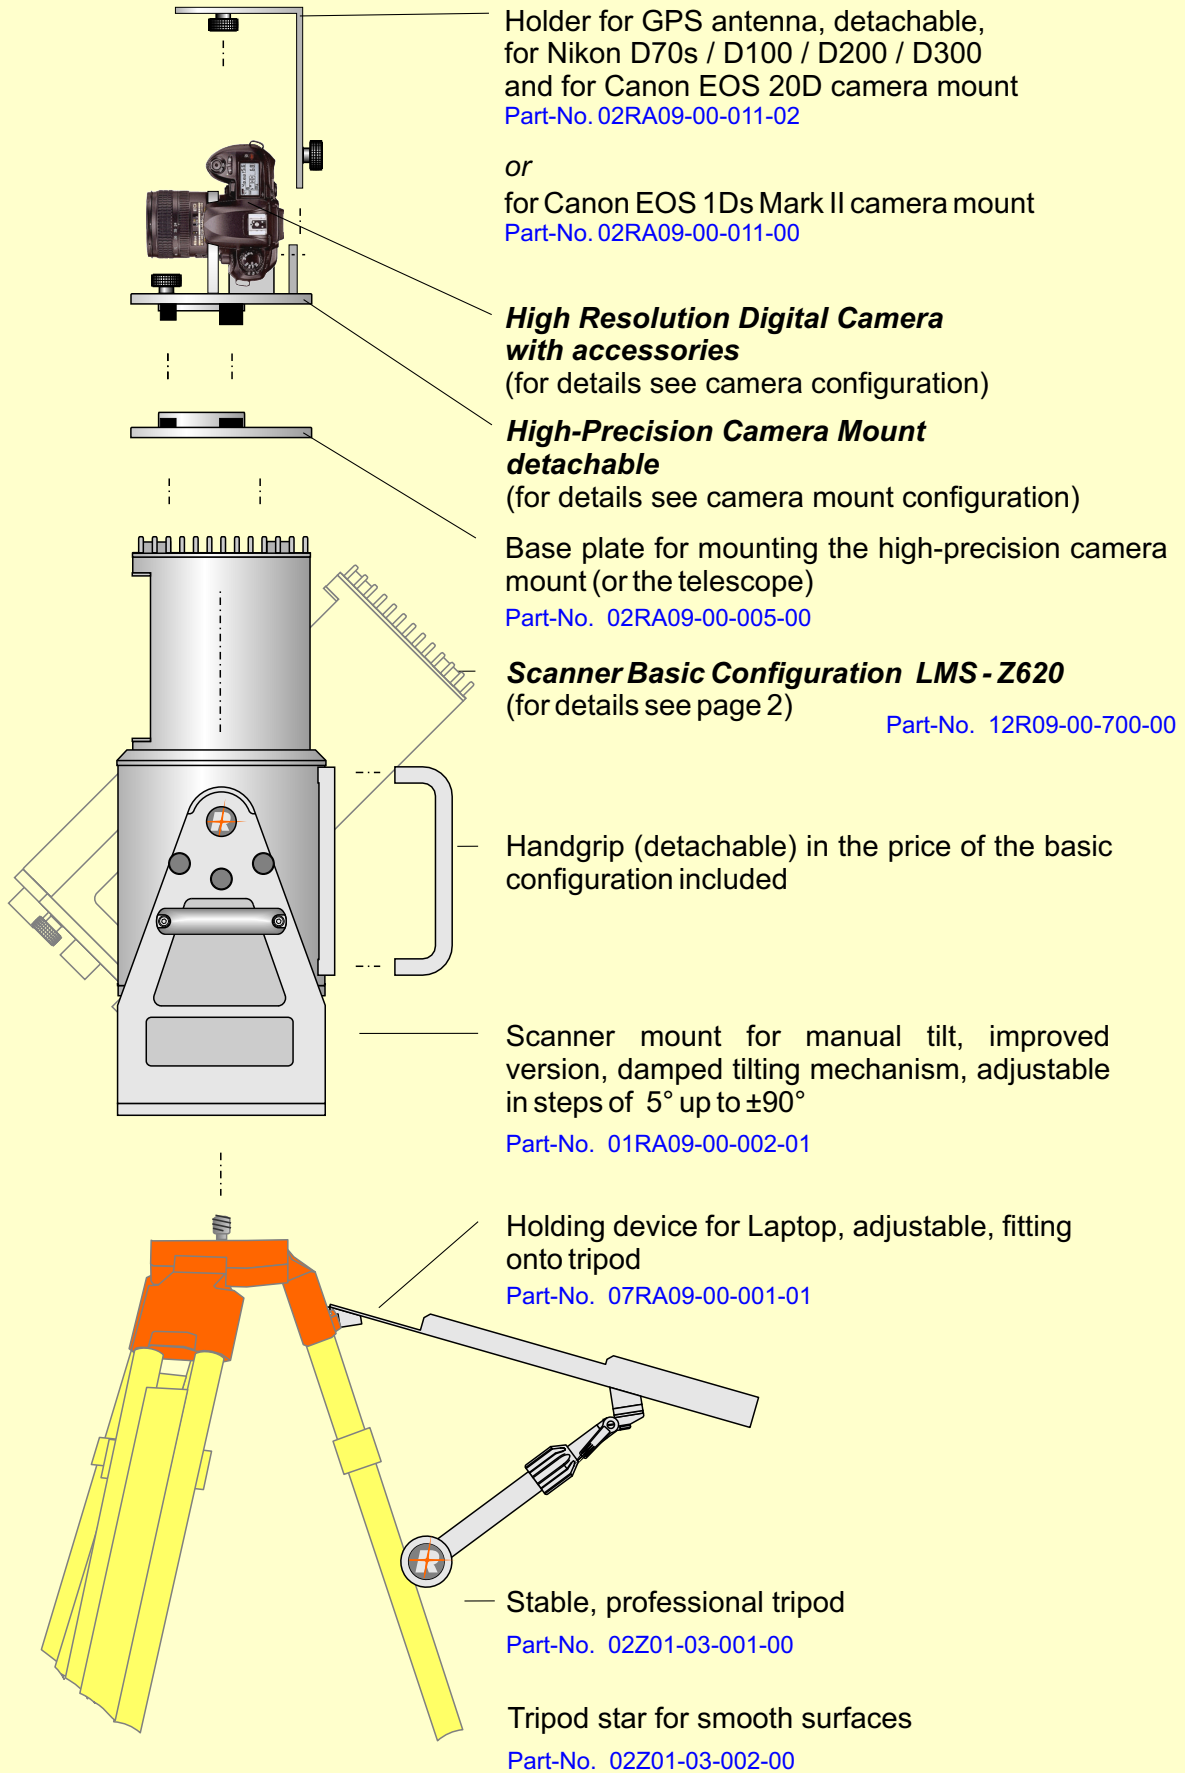 Holder for GPS antenna, detachable,
for Nikon D70s / D100 / D200 / D300
and for Canon EOS 20D camera mount
Part-No. 02RA09-00-011-02
or
for Canon EOS 1Ds Mark II camera mount
Part-No. 02RA09-00-011-00
High Resolution Digital Camera
with accessories
(for details see camera configuration)
High-Precision Camera Mount
detachable
(for details see camera mount configuration)
Base plate for mounting the high-precision camera
mount (or the telescope)
Part-No. 02RA09-00-005-00
Scanner Basic Configuration LMS - Z620
(for details see page 2)
Part-No. 12R09-00-700-00
Handgrip (detachable) in the price of the basic
configuration included
Scanner mount for manual tilt, improved
version, damped tilting mechanism, adjustable
in steps of 5° up to ±90°
Part-No. 01RA09-00-002-01
Holding device for Laptop, adjustable, fitting
onto tripod
Part-No. 07RA09-00-001-01
Stable, professional tripod
Part-No. 02Z01-03-001-00
Tripod star for smooth surfaces
Part-No. 02Z01-03-002-00